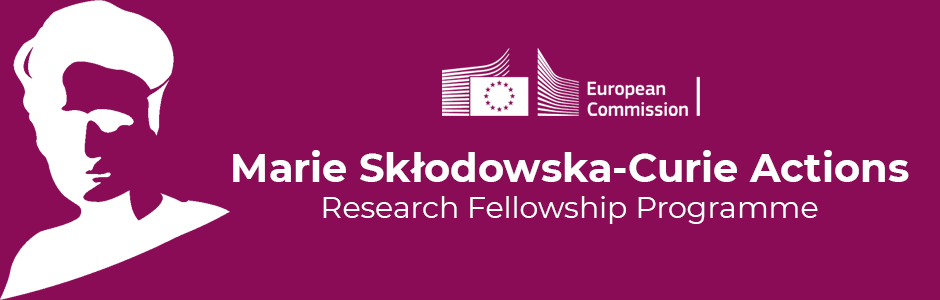 European
Commission
Marie Skłodowska-Curie Actions
Research Fellowship Programme